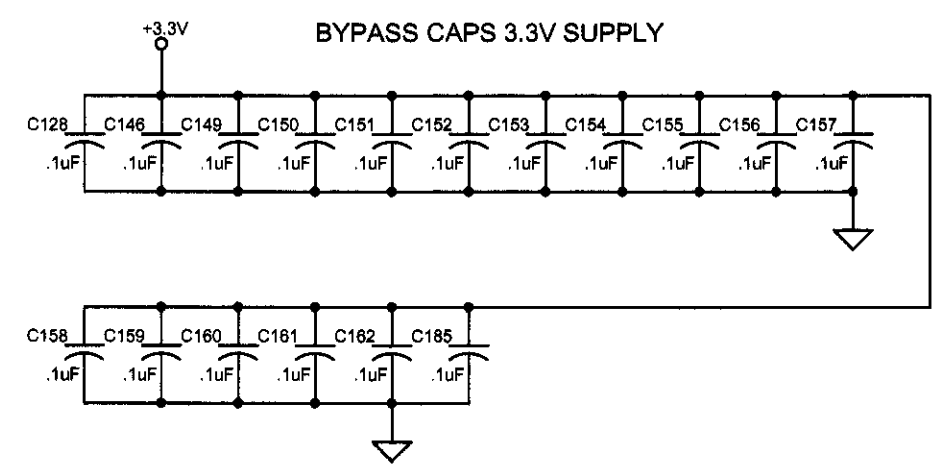 +3.3V
BYPASS CAPS 3.3V SUPPLY
C128 C146 C149 C150 C151 C152 C153 C154 C155 C156 C157
.1uF .1uF .1uF .1uF .1uF .1uF .1uF .1uF .1uF .1uF .1uF
C158 C159 C160 C161 C162 C185
.1uF .1uF .1uF .1uF .1uF .1uF